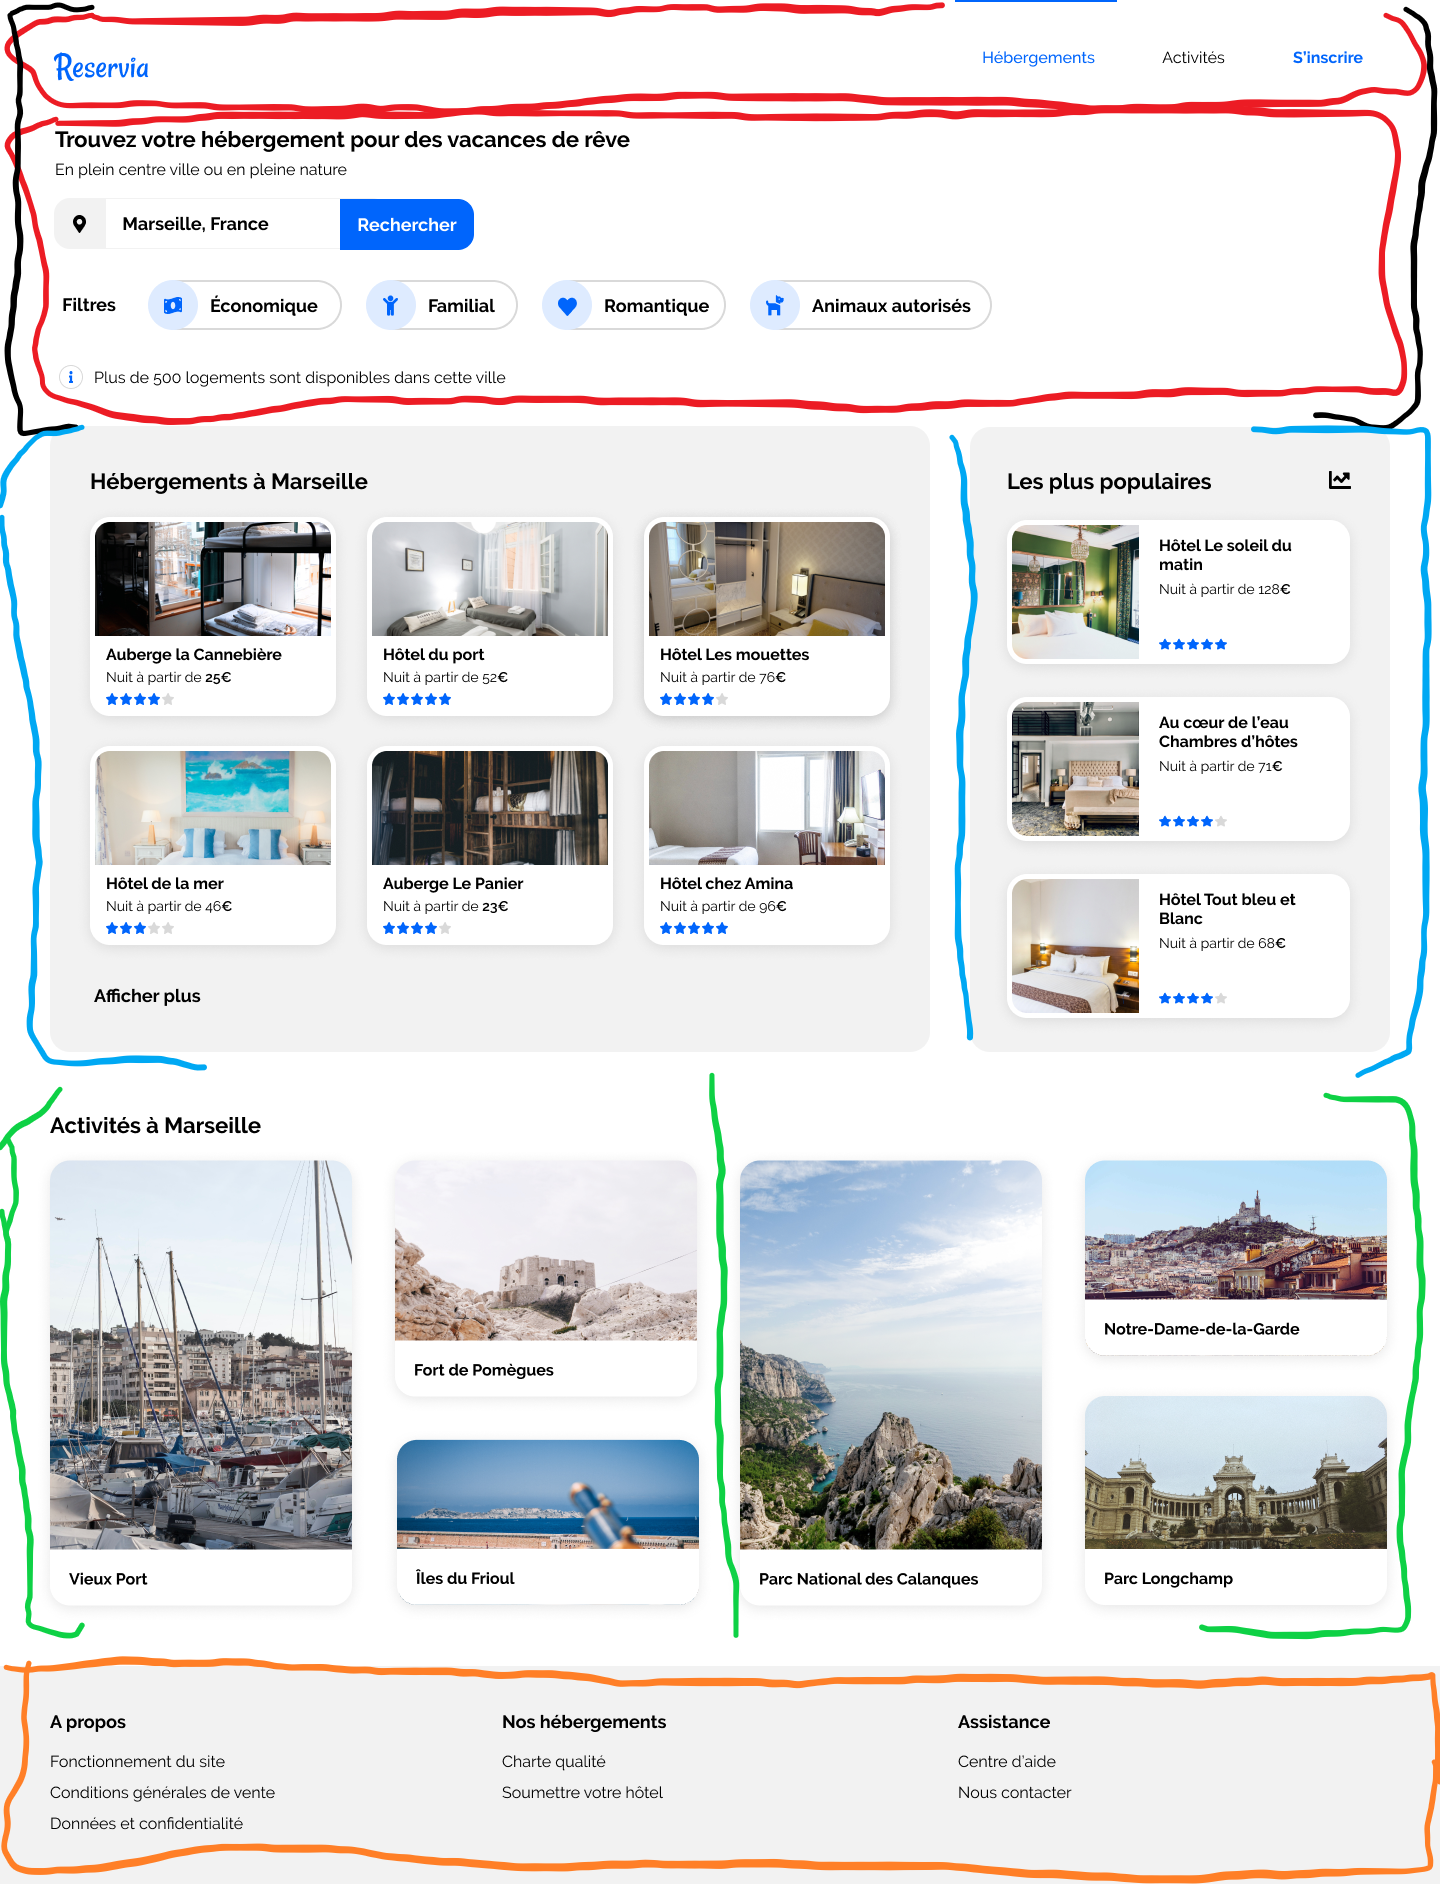 Reservia
Hébergements
Activités
S'inscrire
Trouvez votre hébergement pour des vacances de rêve
En plein centre ville ou en pleine nature
Marseille, France
Rechercher
Filtres
Économique
Familial
Romantique
Animaux autorisés
Plus de 500 logements sont disponibles dans cette ville
Hébergements à Marseille
Auberge la Cannebière
Nuit à partir de 25€
Hôtel du port
Nuit à partir de 52€
Hôtel Les mouettes
Nuit à partir de 76€
Hôtel de la mer
Nuit à partir de 46€
Auberge Le Panier
Nuit à partir de 23€
Hôtel chez Amina
Nuit à partir de 96€
Afficher plus
Les plus populaires
Hôtel Le soleil du
matin
Nuit à partir de 128€
Au cœur de l'eau
Chambres d'hôtes
Nuit à partir de 71€
Hôtel Tout bleu et
Blanc
Nuit à partir de 68€
Activités à Marseille
Vieux Port
Fort de Pomègues
Îles du Frioul
Parc National des Calanques
Notre-Dame-de-la-Garde
Parc Longchamp
A propos
Fonctionnement du site
Conditions générales de vente
Données et confidentialité
Nos hébergements
Charte qualité
Soumettre votre hôtel
Assistance
Centre d'aide
Nous contacter